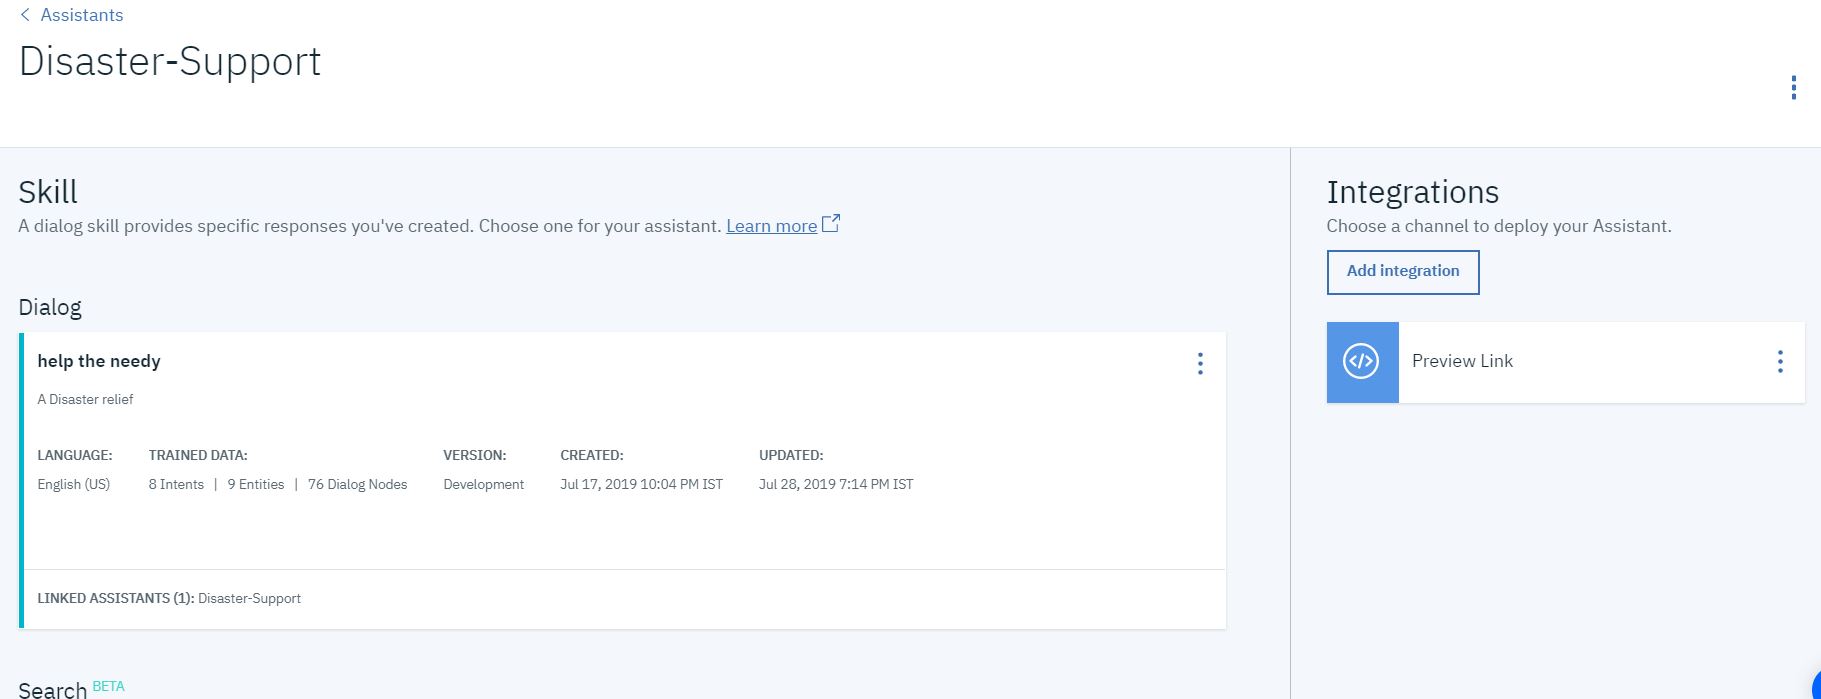 Assistants
Disaster-Support
Skill
A dialog skill provides specific responses you've created. Choose one for your assistant. Learn more
Dialog
help the needy
A Disaster relief
LANGUAGE: TRAINED DATA: VERSION: CREATED: UPDATED:
English (US) 8 Intents | 9 Entities | 76 Dialog Nodes Development Jul 17, 2019 10:04 PM IST Jul 28, 2019 7:14 PM IST
LINKED ASSISTANTS (1): Disaster-Support
Search BETA
Integrations
Choose a channel to deploy your Assistant.
Add integration
Preview Link